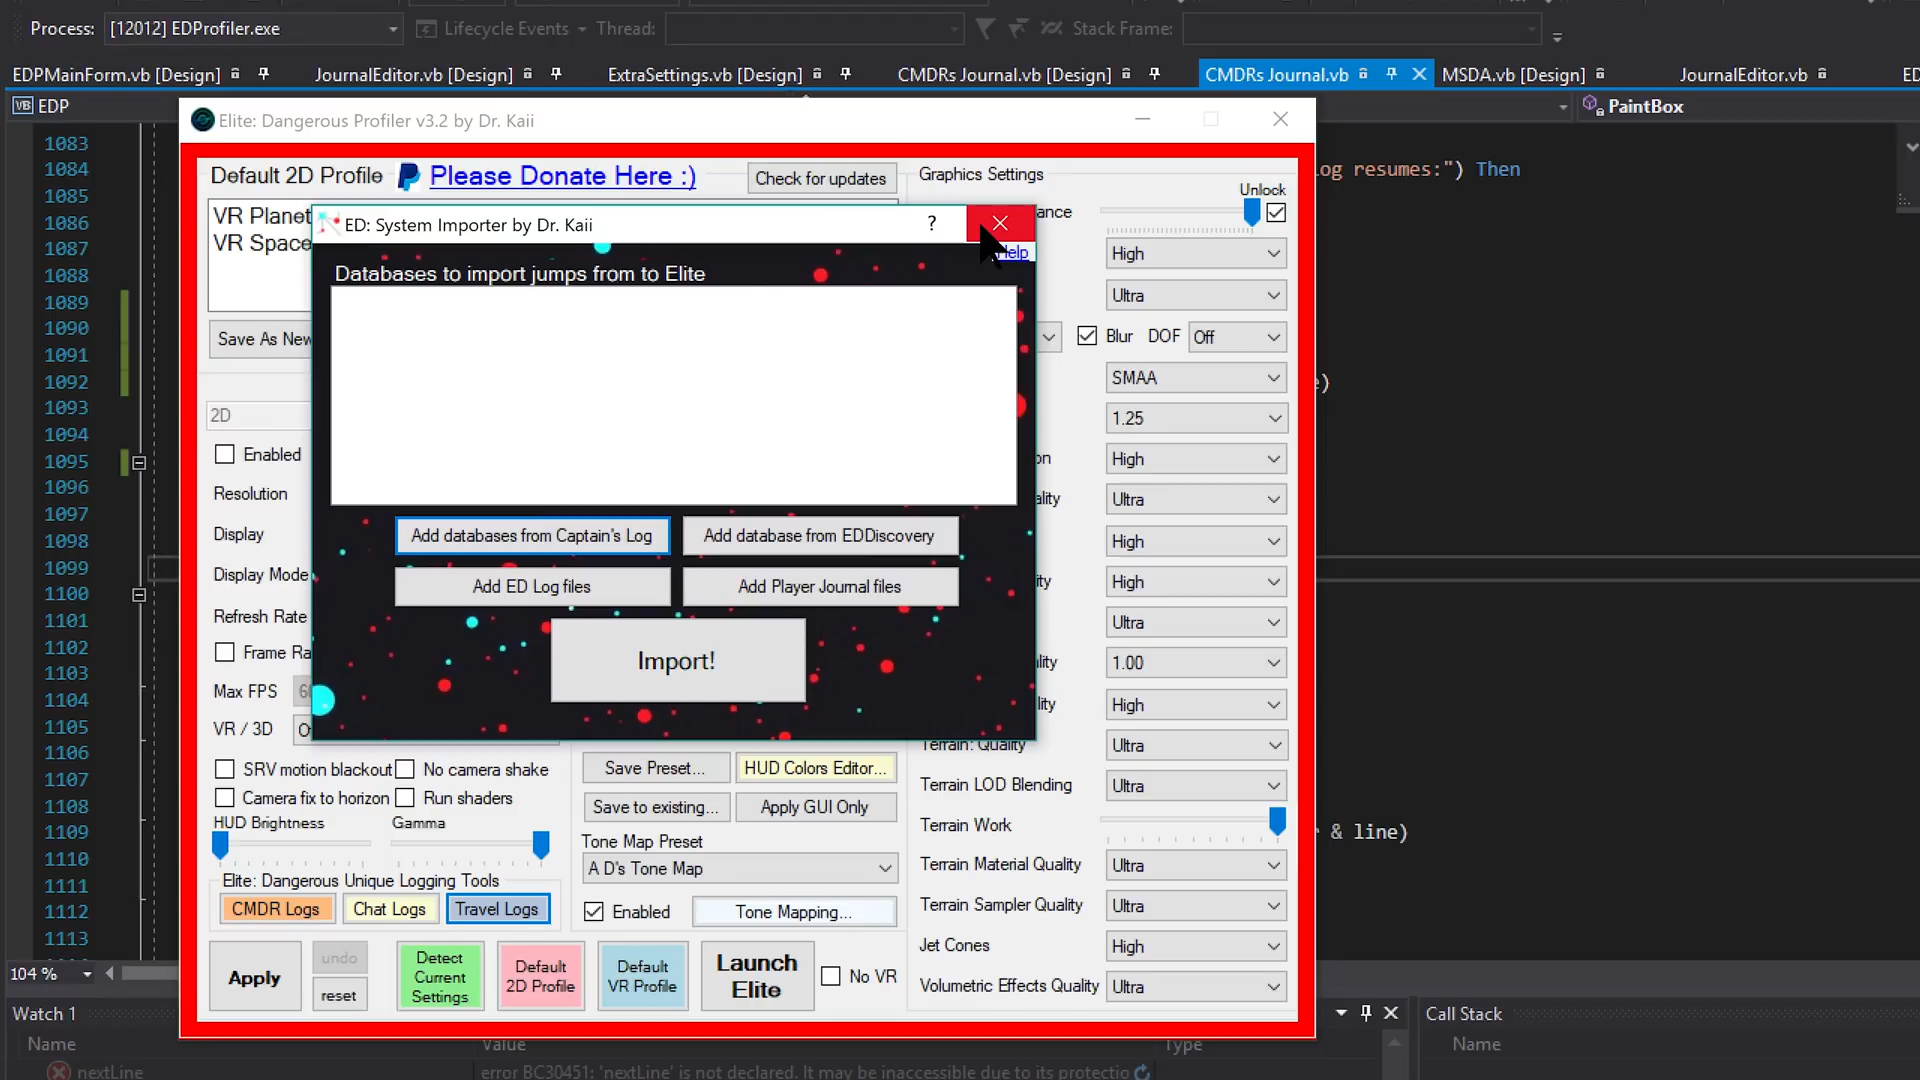 Process: [12012] EDProfiler.exe Lifecycle Events Thread: Stack Frame:
EDPMainForm.vb [Design] JournalEditor.vb [Design] ExtraSettings.vb [Design] CMDRs Journal.vb [Design] CMDRs Journal.vb MSDA.vb [Design] JournalEditor.vb ED
VB EDP PaintBox
Elite: Dangerous Profiler v3.2 by Dr. Kaii
1083
1084
1085
1086
1087
1088
1089
1090
1091
1092
1093
1094
1095
1096
1097
1098
1099
1100
1101
1102
1103
1104
1105
1106
1107
1108
1109
1110
1111
1112
1113
og resumes:") Then
e)
r & line)
Default 2D Profile Please Donate Here :) Check for updates
VR Planet
VR Space
Save As New
2D
Enabled
Resolution
Display
Display Mode
Refresh Rate
Frame Ra
Max FPS 60
VR / 3D O
SRV motion blackout No camera shake
Camera fix to horizon Run shaders
HUD Brightness Gamma
Elite: Dangerous Unique Logging Tools
CMDR Logs Chat Logs Travel Logs
Apply undo reset
Detect
Current
Settings
Default
2D Profile
Default
VR Profile
Launch
Elite
No VR
ED: System Importer by Dr. Kaii ?
Help
Databases to import jumps from to Elite
Add databases from Captain's Log Add database from EDDiscovery
Add ED Log files Add Player Journal files
Import!
Save Preset... HUD Colors Editor...
Save to existing... Apply GUI Only
Tone Map Preset
A D's Tone Map
Enabled Tone Mapping...
Graphics Settings
Unlock
ance
High
Ultra
Blur DOF Off
SMAA
1.25
on High
ality Ultra
High
ity High
Ultra
ality 1.00
lity High
Terrain: Quality Ultra
Terrain LOD Blending Ultra
Terrain Work
Terrain Material Quality Ultra
Terrain Sampler Quality Ultra
Jet Cones High
Volumetric Effects Quality Ultra
104 %
Watch 1 Call Stack
Name Value Type Name
nextLine error BC30451: 'nextLine' is not declared. It may be inaccessible due to its protectio